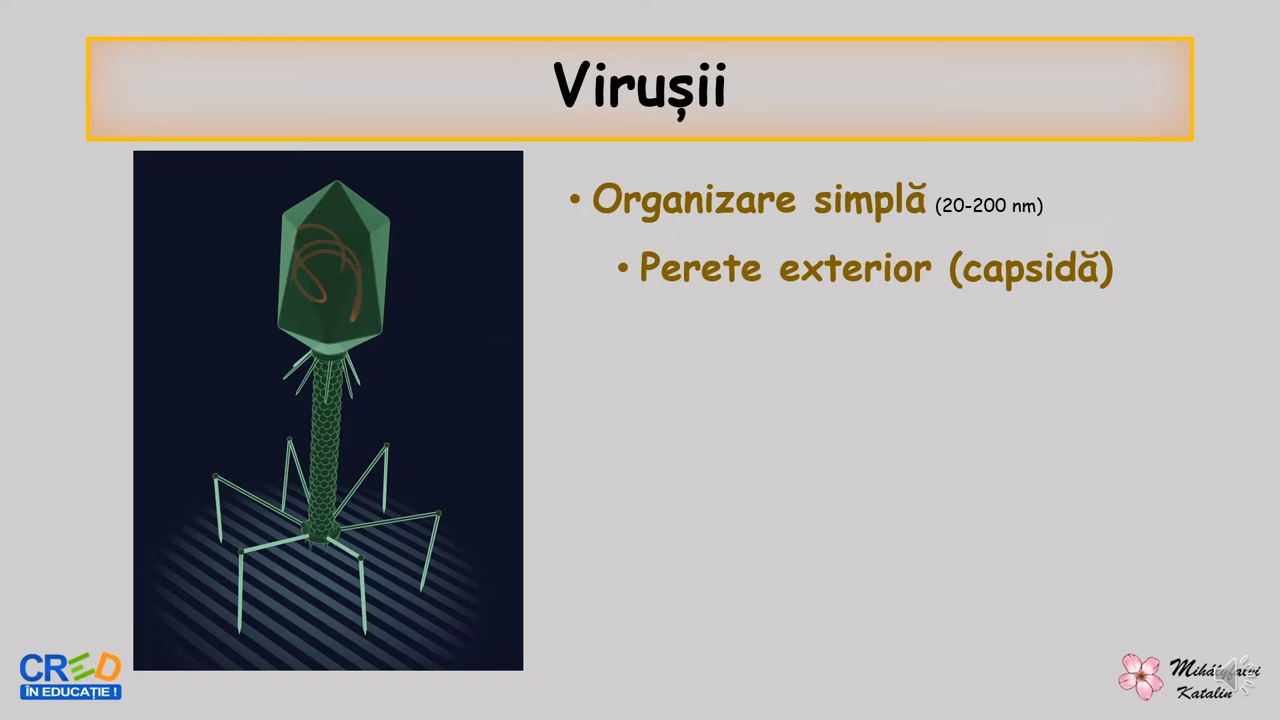 Virușii
• Organizare simplă (20-200 nm)
• Perete exterior (capsidă)
CRED
ÎN EDUCAȚIE !
Katalin